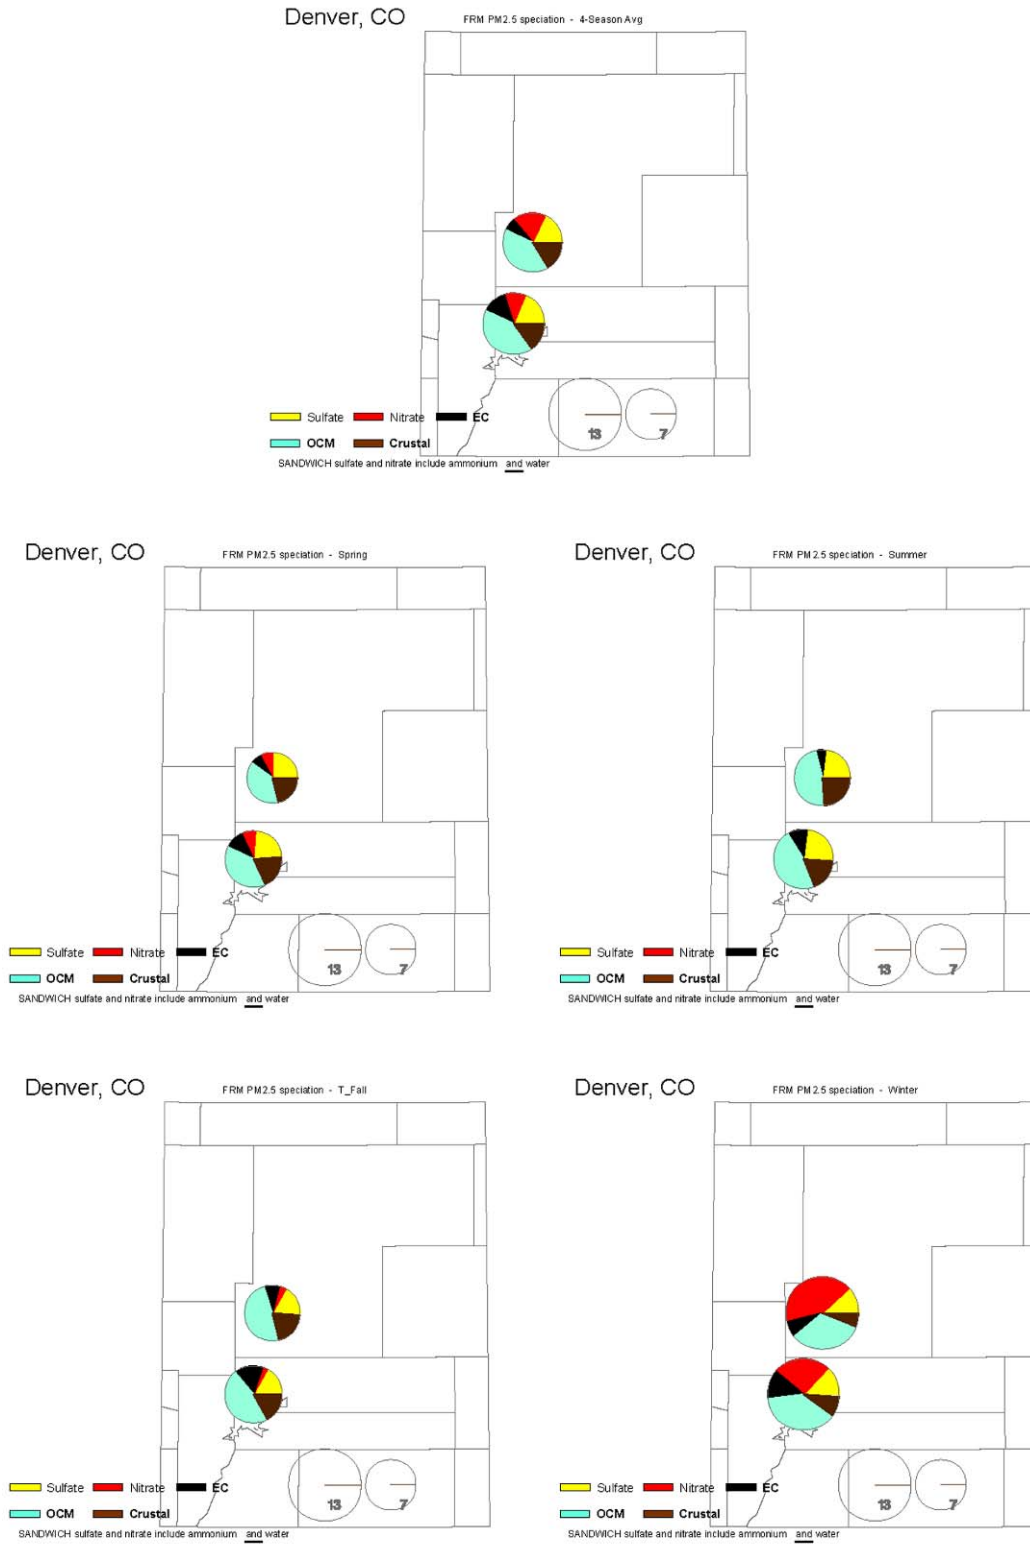 Denver, CO
FRM PM2.5 speciation - 4-Season Avg
13 7
Sulfate Nitrate EC
OCM Crustal
SANDWICH sulfate and nitrate include ammonium and water
Denver, CO
FRM PM2.5 speciation - Spring
13 7
Sulfate Nitrate EC
OCM Crustal
SANDWICH sulfate and nitrate include ammonium and water
Denver, CO
FRM PM2.5 speciation - Summer
13 7
Sulfate Nitrate EC
OCM Crustal
SANDWICH sulfate and nitrate include ammonium and water
Denver, CO
FRM PM2.5 speciation - T_Fall
13 7
Sulfate Nitrate EC
OCM Crustal
SANDWICH sulfate and nitrate include ammonium and water
Denver, CO
FRM PM2.5 speciation - Winter
13 7
Sulfate Nitrate EC
OCM Crustal
SANDWICH sulfate and nitrate include ammonium and water